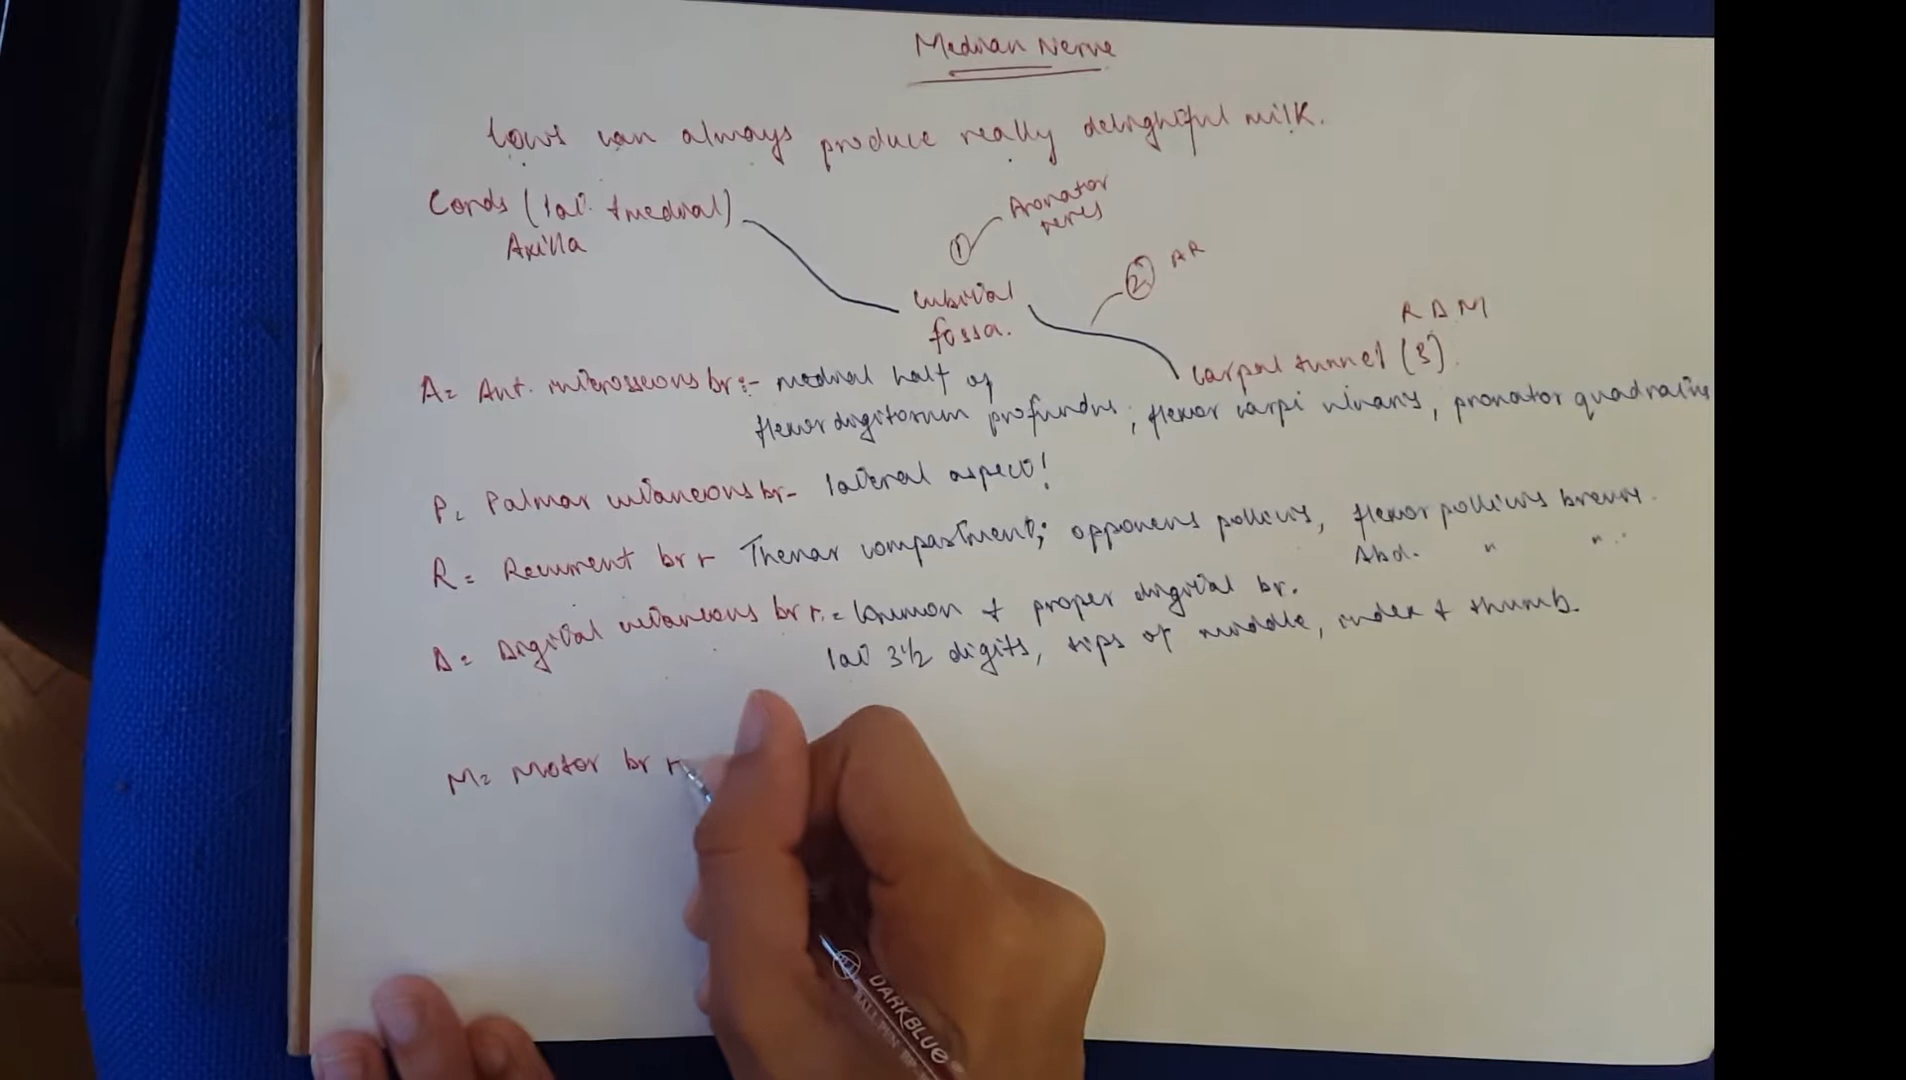 Median Nerve
Cows can always produce really delightful milk.
Cords (lat. + medial)
Axilla
① Pronator
teres
② AR
Cubital
fossa.
RDM
carpal tunnel (3).
A= Ant. interosseous br:- medial half of
flexor digitorum profundus, flexor carpi ulnaris, pronator quadratus
P= Palmar cutaneous br- lateral aspect!
R= Recurrent br r Thenar compartment; opponens pollicis, flexor pollicis brevis.
Abd. " "
D= Digital cutaneous br r.= Common + proper digital br.
lat 3½ digits, tips of middle, index + thumb.
M= Motor br
DARKBLUE
BALL PEN